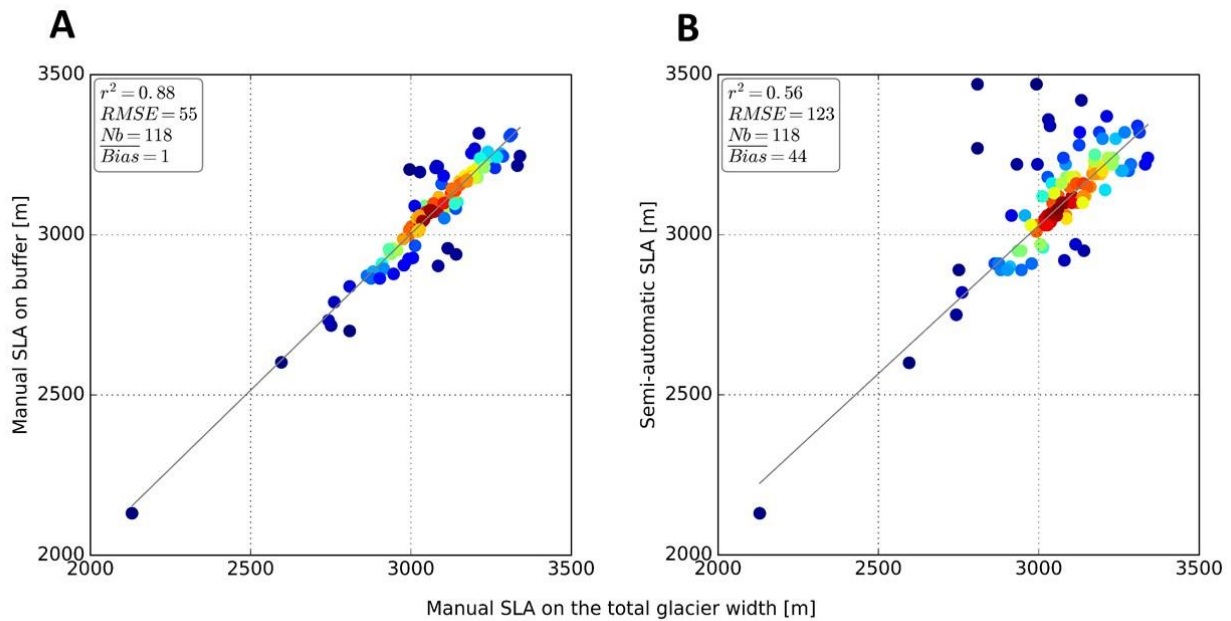 A
B
3500
3000
2500
2000
2000
2500
3000
3500
Manual SLA on buffer [m]
r² = 0.88
RMSE = 55
Nb = 118
Bias = 1
3500
3000
2500
2000
2000
2500
3000
3500
Semi-automatic SLA [m]
r² = 0.56
RMSE = 123
Nb = 118
Bias = 44
Manual SLA on the total glacier width [m]